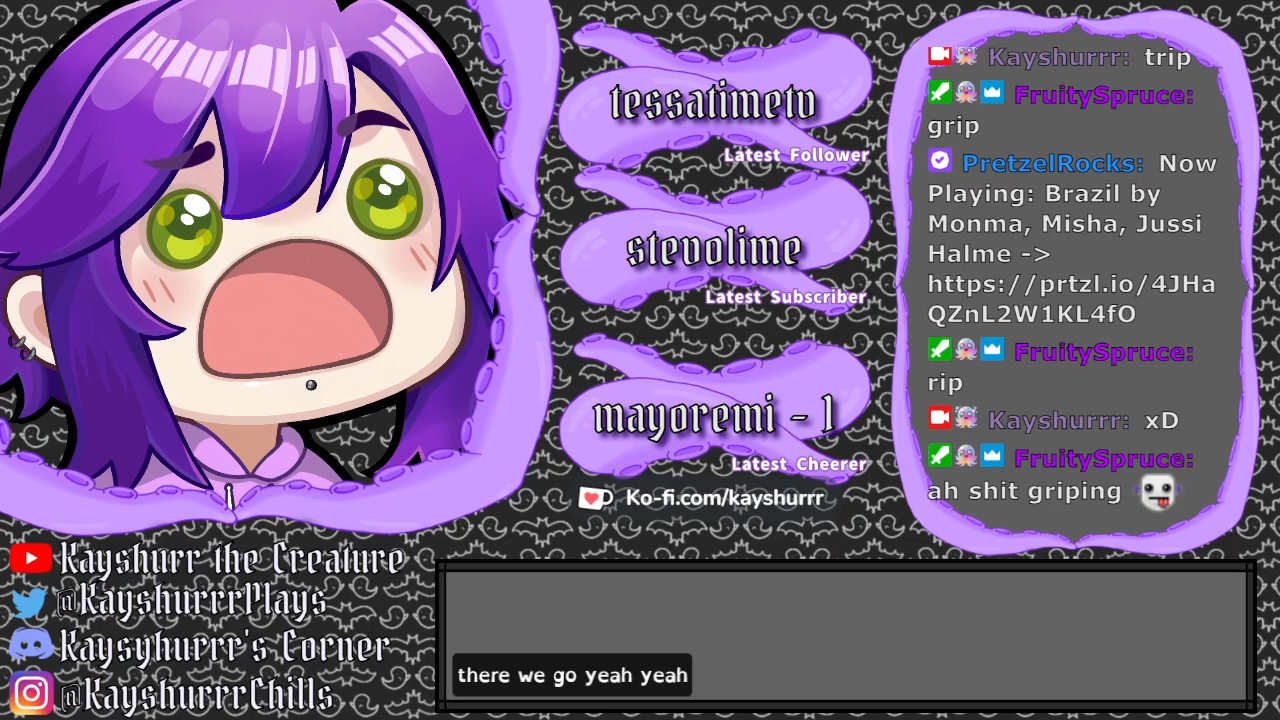 tessatimetv
Latest Follower
stevolime
Latest Subscriber
mayoremi - 1
Latest Cheerer
Ko-fi.com/kayshurrr
Kayshurrr: trip
FruitySpruce:
grip
PretzelRocks: Now
Playing: Brazil by
Monma, Misha, Jussi
Halme ->
https://prtzl.io/4JHa
QZnL2W1KL4fO
FruitySpruce:
rip
Kayshurrr: xD
FruitySpruce:
ah shit griping
Kayshurr the Creature
@KayshurrrPlays
Kaysyhurrr's Corner
@KayshurrrChills
there we go yeah yeah